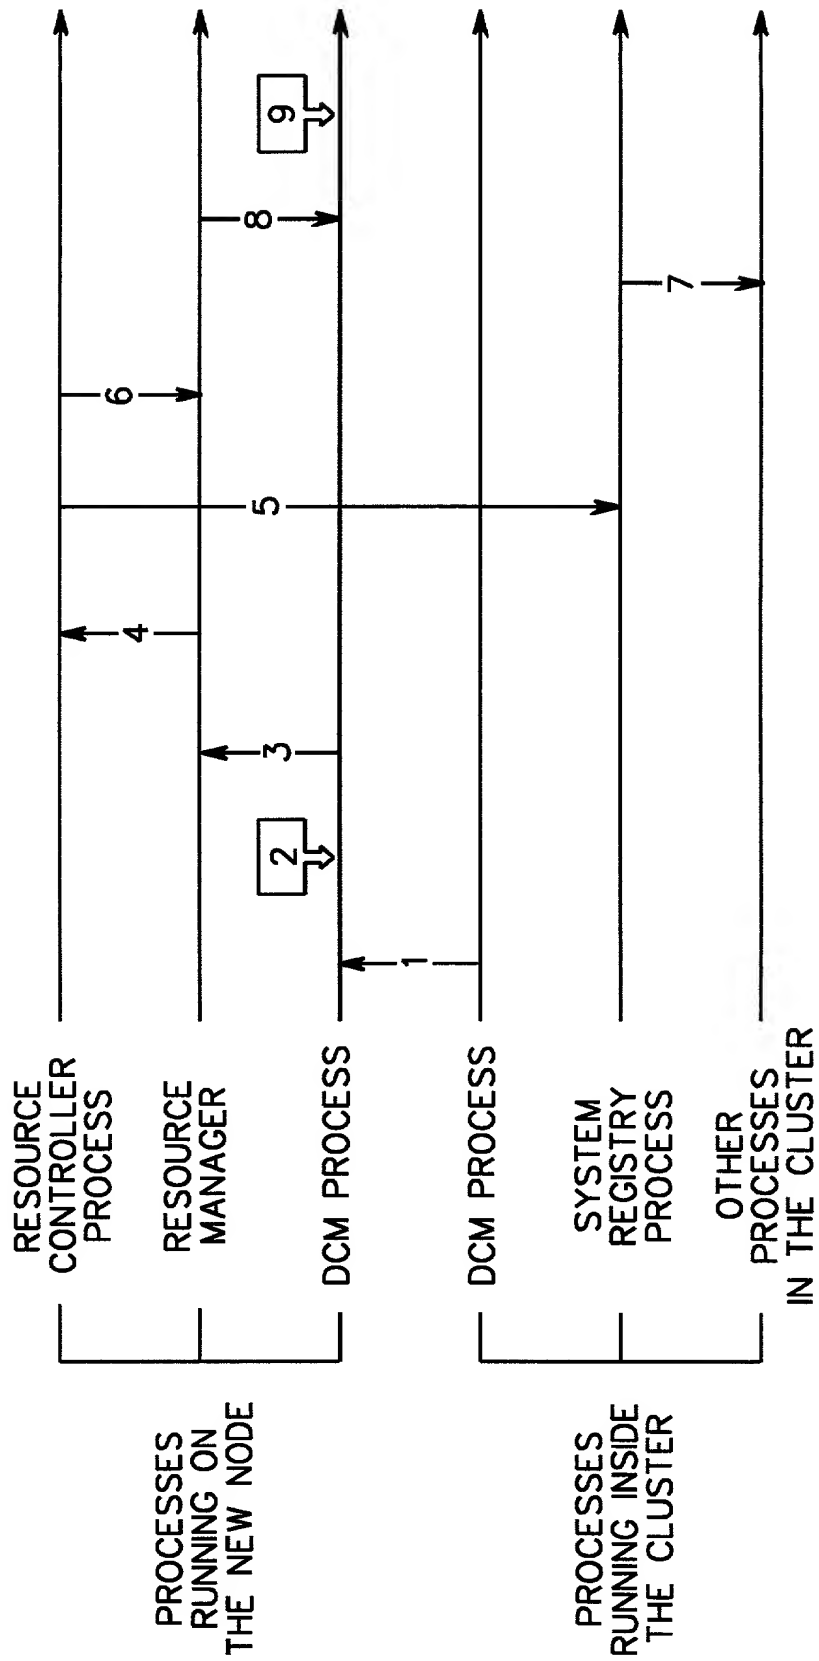 PROCESSES
RUNNING ON
THE NEW NODE
RESOURCE
CONTROLLER
PROCESS
RESOURCE
MANAGER
DCM PROCESS
PROCESSES
RUNNING INSIDE
THE CLUSTER
DCM PROCESS
SYSTEM
REGISTRY
PROCESS
OTHER
PROCESSES
IN THE CLUSTER
1
2
3
4
5
6
7
8
9